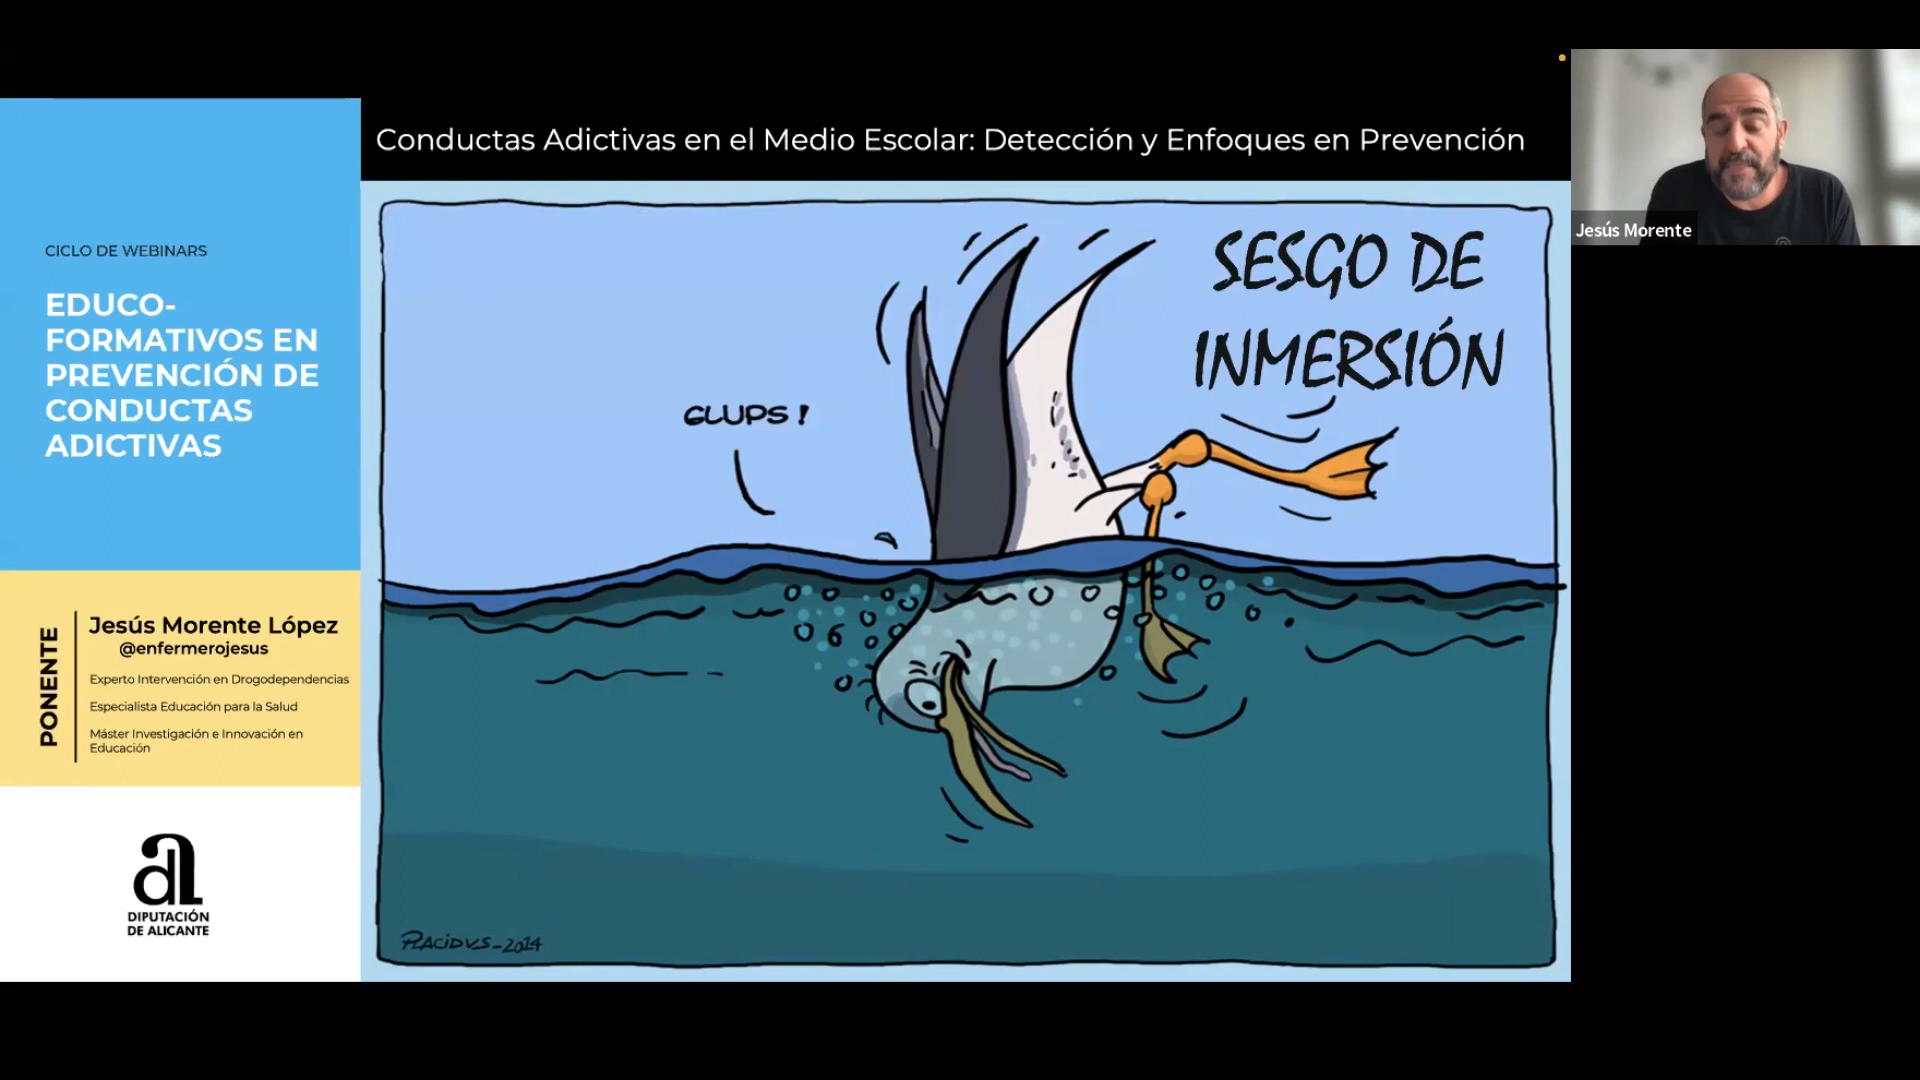 Conductas Adictivas en el Medio Escolar: Detección y Enfoques en Prevención
CICLO DE WEBINARS
EDUCO-
FORMATIVOS EN
PREVENCIÓN DE
CONDUCTAS
ADICTIVAS
PONENTE
Jesús Morente López
@enfermerojesus
Experto Intervención en Drogodependencias
Especialista Educación para la Salud
Máster Investigación e Innovación en
Educación
DIPUTACIÓN
DE ALICANTE
SESGO DE
INMERSIÓN
GLUPS !
PLACIDVS-2014
Jesús Morente